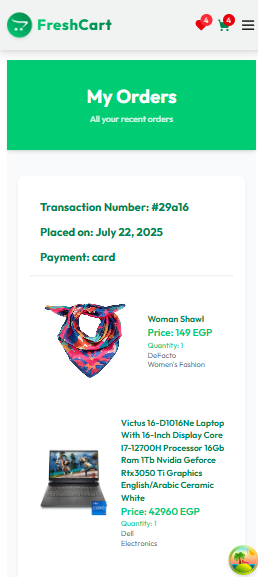 FreshCart
4
4
My Orders
All your recent orders
Transaction Number: #29a16
Placed on: July 22, 2025
Payment: card
Woman Shawl
Price: 149 EGP
Quantity: 1
DeFacto
Women's Fashion
Victus 16-D1016Ne Laptop
With 16-Inch Display Core
I7-12700H Processor 16Gb
Ram 1Tb Nvidia Geforce
Rtx3050 Ti Graphics
English/Arabic Ceramic
White
Price: 42960 EGP
Quantity: 1
Dell
Electronics